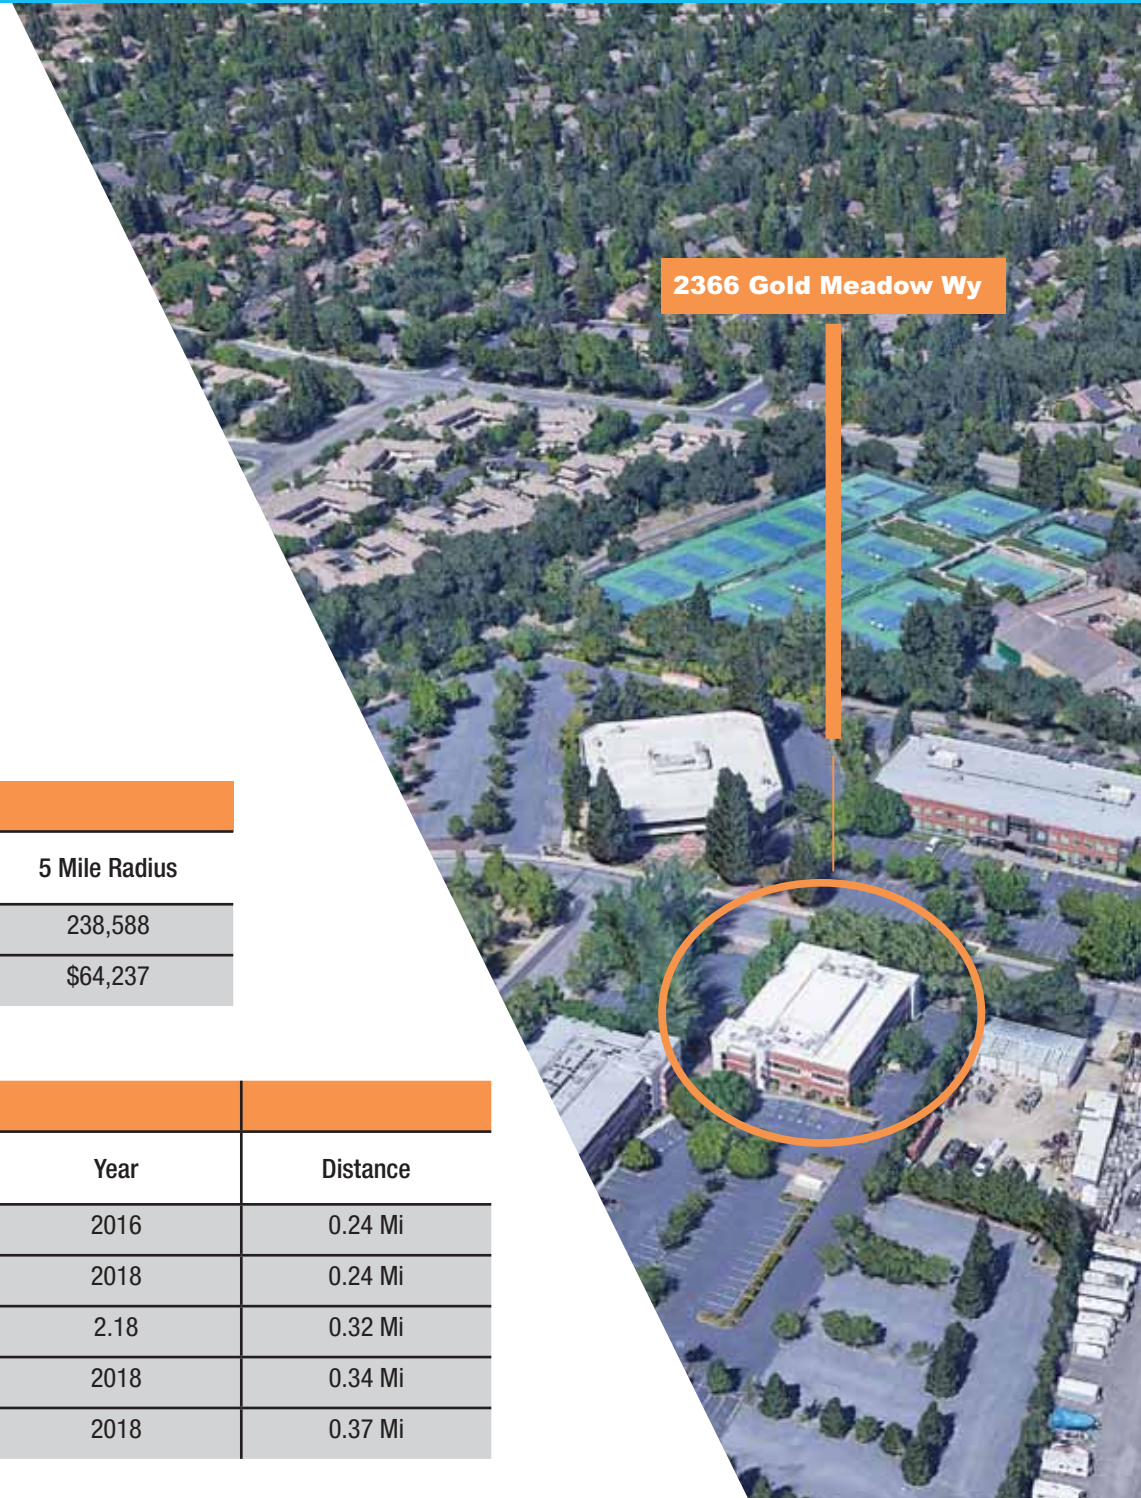 2366 Gold Meadow Wy
5 Mile Radius
238,588
$64,237
Year Distance
2016 0.24 Mi
2018 0.24 Mi
2.18 0.32 Mi
2018 0.34 Mi
2018 0.37 Mi